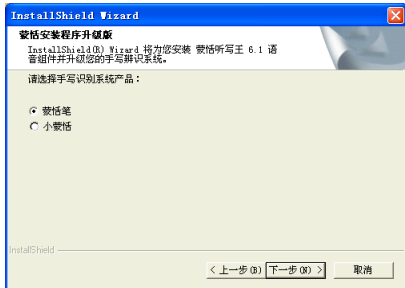 InstallShield Wizard
蒙恬安装程序升级版
InstallShield(R) Wizard 将为您安装 蒙恬听写王 6.1 语
音组件并升级您的手写辨识系统。
请选择手写识别系统产品：
蒙恬笔
小蒙恬
InstallShield
< 上一步(B) 下一步(N) > 取消